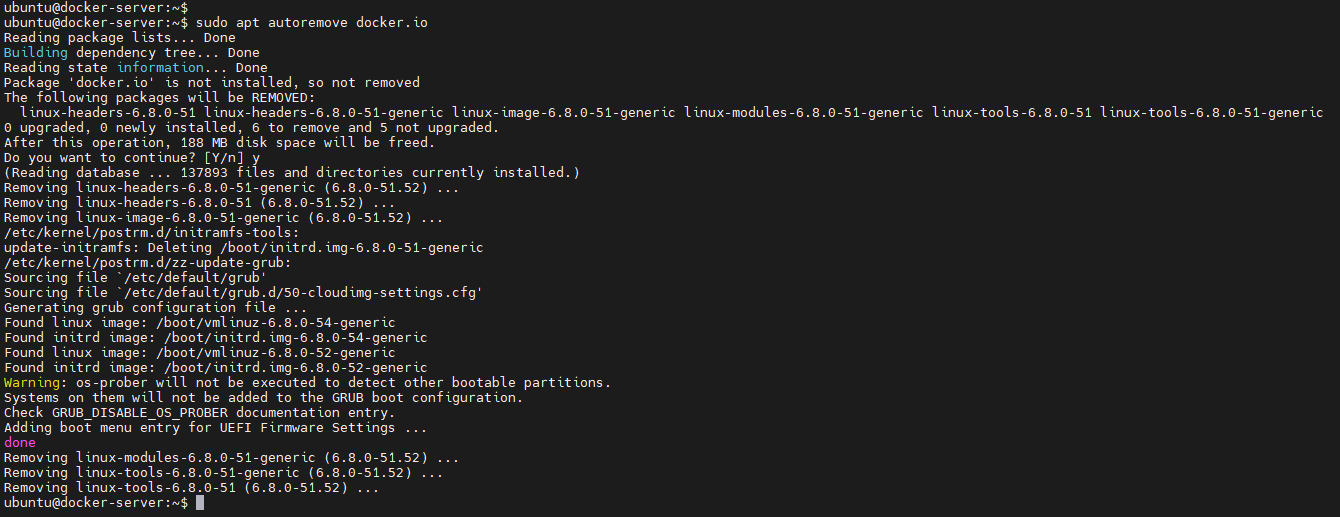 ubuntu@docker-server:~$
ubuntu@docker-server:~$ sudo apt autoremove docker.io
Reading package lists... Done
Building dependency tree... Done
Reading state information... Done
Package 'docker.io' is not installed, so not removed
The following packages will be REMOVED:
  linux-headers-6.8.0-51 linux-headers-6.8.0-51-generic linux-image-6.8.0-51-generic linux-modules-6.8.0-51-generic linux-tools-6.8.0-51 linux-tools-6.8.0-51-generic
0 upgraded, 0 newly installed, 6 to remove and 5 not upgraded.
After this operation, 188 MB disk space will be freed.
Do you want to continue? [Y/n] y
(Reading database ... 137893 files and directories currently installed.)
Removing linux-headers-6.8.0-51-generic (6.8.0-51.52) ...
Removing linux-headers-6.8.0-51 (6.8.0-51.52) ...
Removing linux-image-6.8.0-51-generic (6.8.0-51.52) ...
/etc/kernel/postrm.d/initramfs-tools:
update-initramfs: Deleting /boot/initrd.img-6.8.0-51-generic
/etc/kernel/postrm.d/zz-update-grub:
Sourcing file `/etc/default/grub'
Sourcing file `/etc/default/grub.d/50-cloudimg-settings.cfg'
Generating grub configuration file ...
Found linux image: /boot/vmlinuz-6.8.0-54-generic
Found initrd image: /boot/initrd.img-6.8.0-54-generic
Found linux image: /boot/vmlinuz-6.8.0-52-generic
Found initrd image: /boot/initrd.img-6.8.0-52-generic
Warning: os-prober will not be executed to detect other bootable partitions.
Systems on them will not be added to the GRUB boot configuration.
Check GRUB_DISABLE_OS_PROBER documentation entry.
Adding boot menu entry for UEFI Firmware Settings ...
done
Removing linux-modules-6.8.0-51-generic (6.8.0-51.52) ...
Removing linux-tools-6.8.0-51-generic (6.8.0-51.52) ...
Removing linux-tools-6.8.0-51 (6.8.0-51.52) ...
ubuntu@docker-server:~$